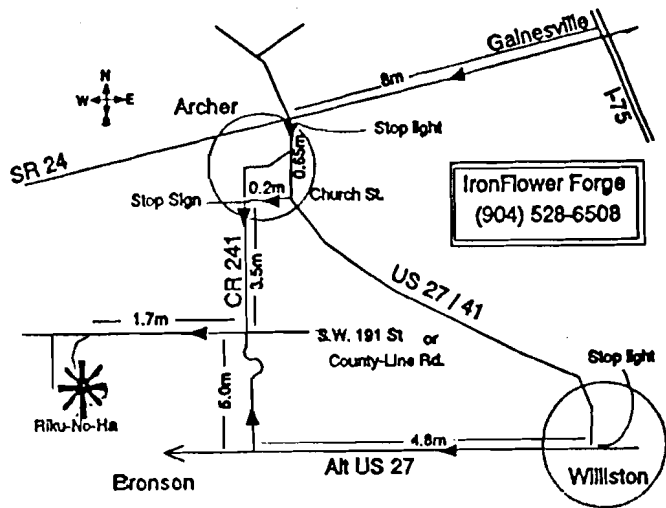 Gainesville
8m
I-75
N
W E
S
Archer
Stop light
SR 24
0.65m
0.2m
Church St.
Stop Sign
IronFlower Forge
(904) 528-6508
CR 241
3.5m
US 27 / 41
1.7m
S.W. 191 St or
County-Line Rd.
Stop light
Riku-No-Ha
5.0m
4.8m
Alt US 27
Bronson
Williston